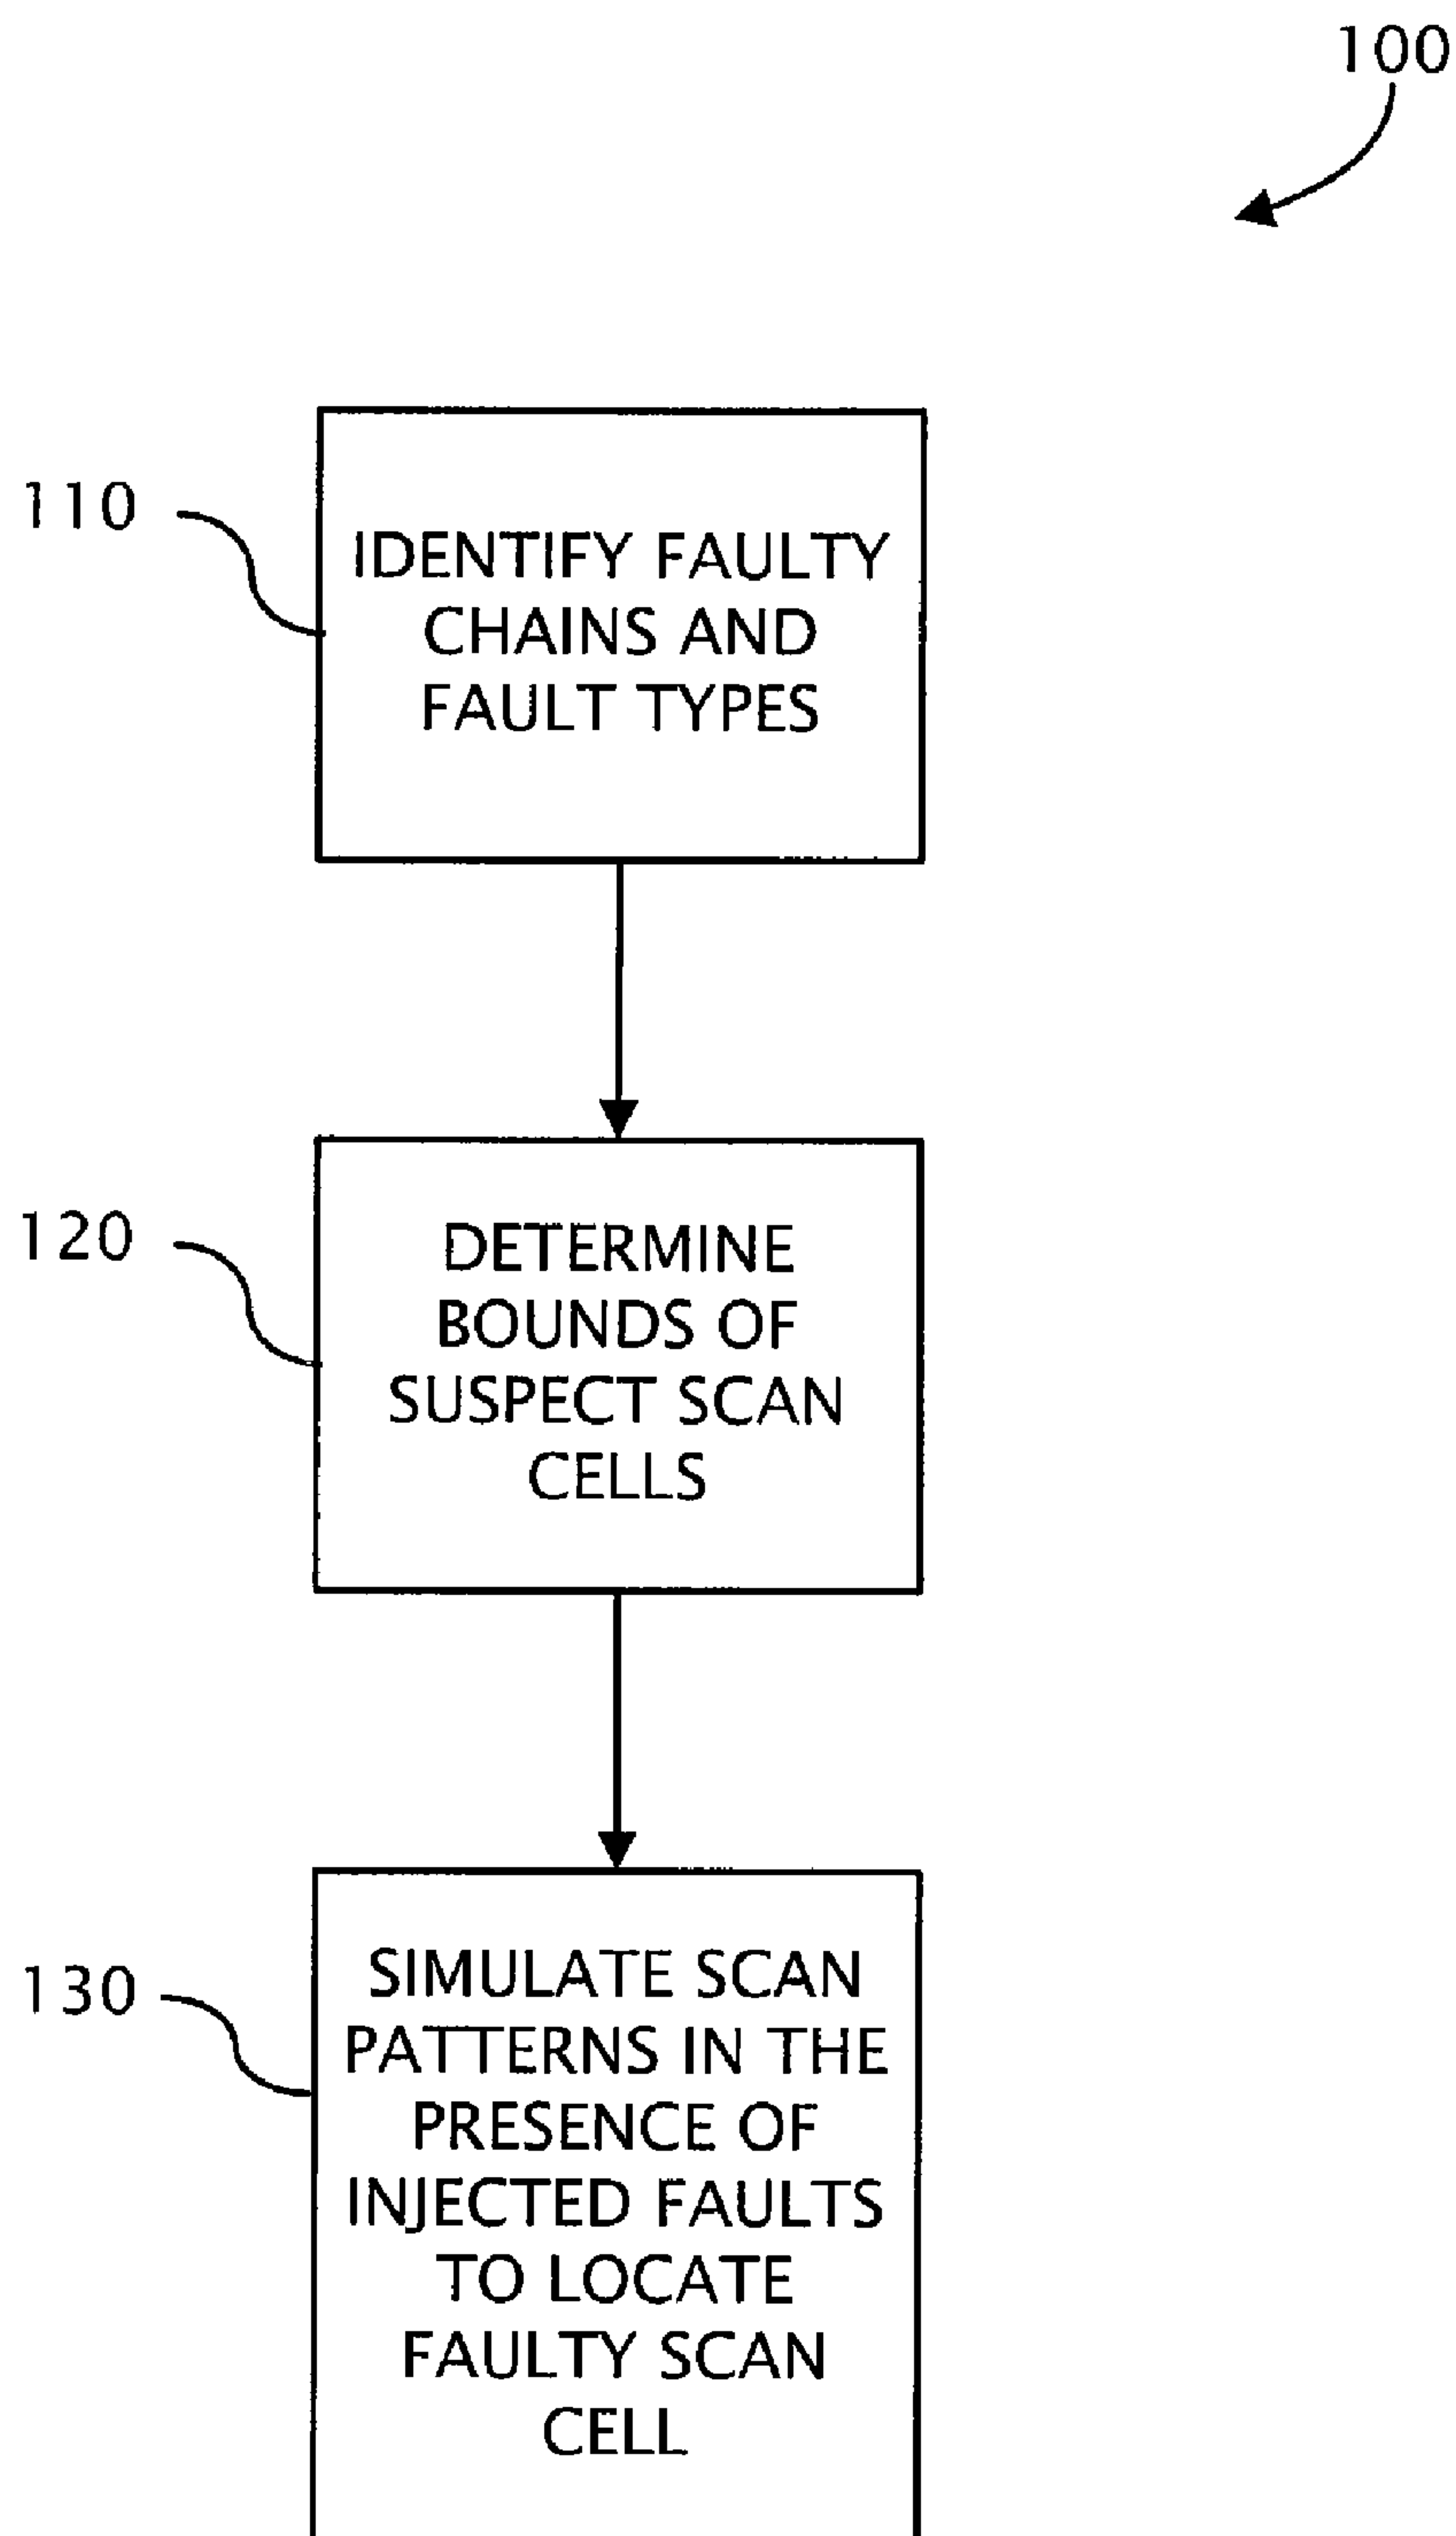 100
110
IDENTIFY FAULTY
CHAINS AND
FAULT TYPES
120
DETERMINE
BOUNDS OF
SUSPECT SCAN
CELLS
130
SIMULATE SCAN
PATTERNS IN THE
PRESENCE OF
INJECTED FAULTS
TO LOCATE
FAULTY SCAN
CELL